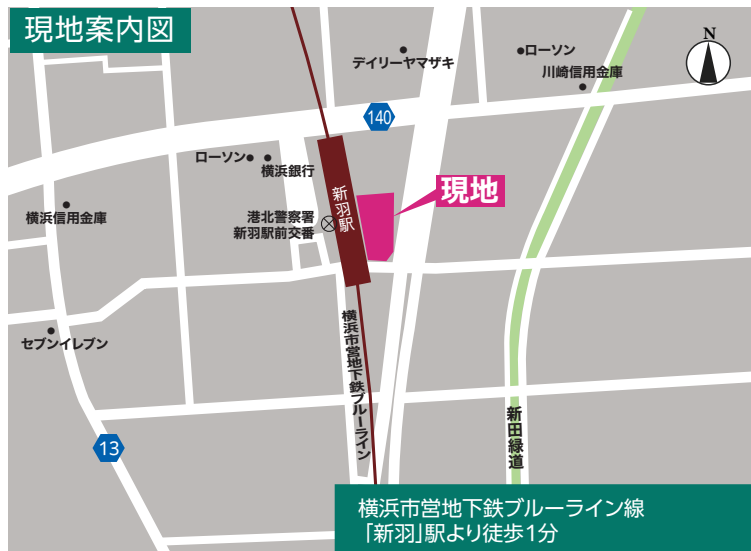 現地案内図
N
デイリーヤマザキ
ローソン
川崎信用金庫
140
ローソン
横浜銀行
新羽駅
現地
横浜信用金庫
港北警察署
新羽駅前交番
セブンイレブン
横浜市営地下鉄ブルーライン
新田緑道
13
横浜市営地下鉄ブルーライン線
「新羽」駅より徒歩1分